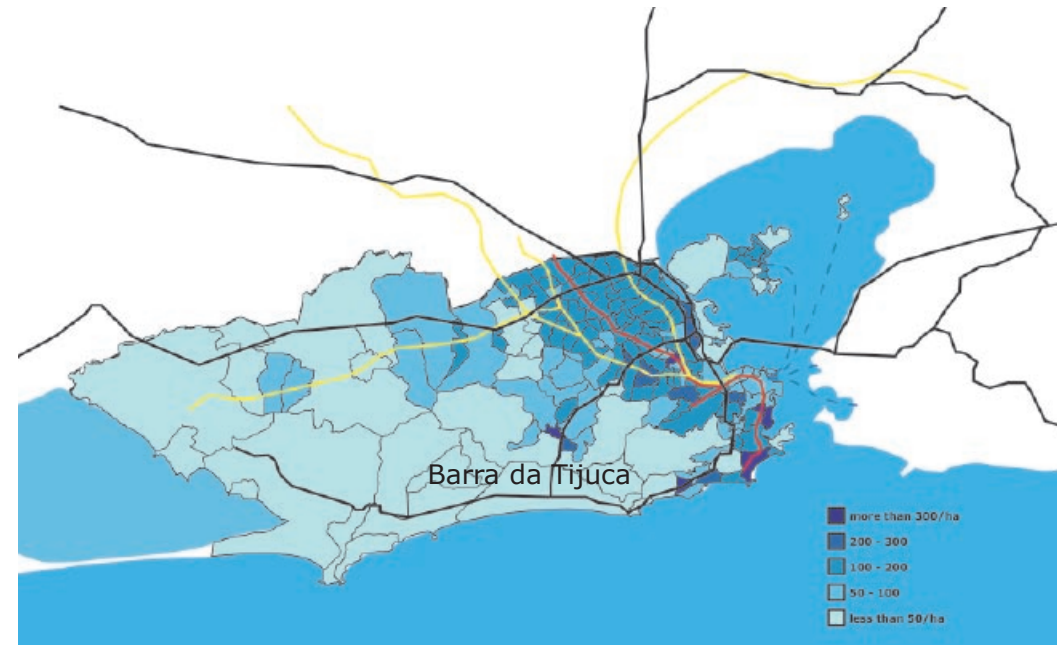 Barra da Tijuca
more than 300/ha
200 - 300
100 - 200
50 - 100
less than 50/ha